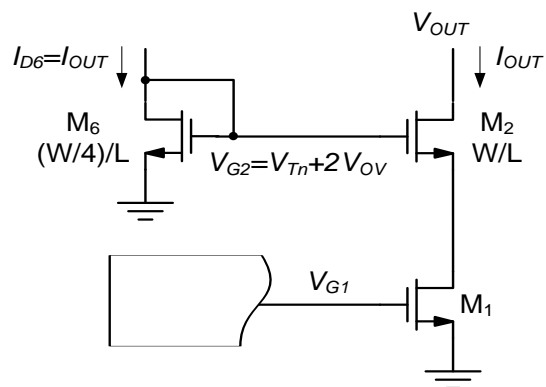 V_OUT
I_D6=I_OUT
I_OUT
M_6
(W/4)/L
M_2
W/L
V_G2=V_Tn+2V_OV
V_G1
M_1